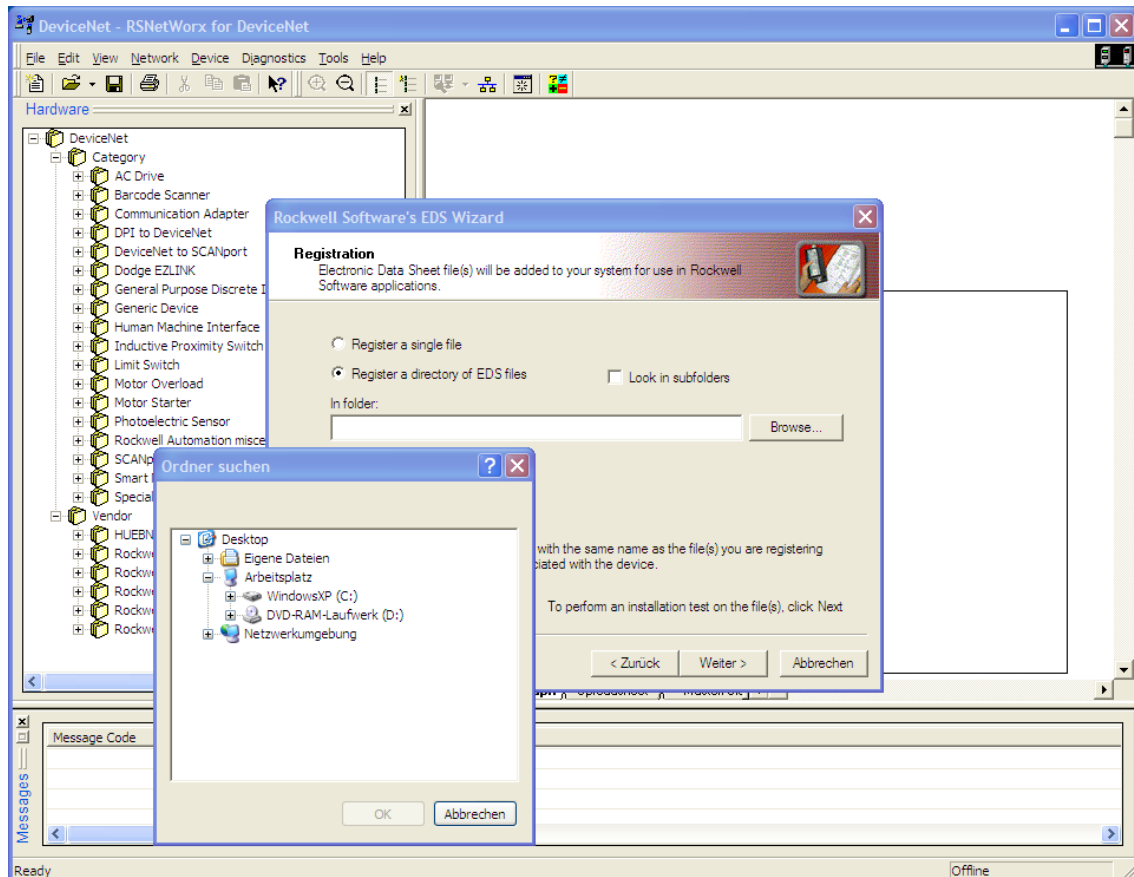 DeviceNet - RSNetWorx for DeviceNet
File Edit View Network Device Diagnostics Tools Help
Hardware
DeviceNet
Category
AC Drive
Barcode Scanner
Communication Adapter
DPI to DeviceNet
DeviceNet to SCANport
Dodge EZLINK
General Purpose Discrete I
Generic Device
Human Machine Interface
Inductive Proximity Switch
Limit Switch
Motor Overload
Motor Starter
Photoelectric Sensor
Rockwell Automation misce
SCANp
Smart
Special
Vendor
HUEBN
Rockw
Rockw
Rockw
Rockw
Rockw
Rockwell Software's EDS Wizard
Registration
Electronic Data Sheet file(s) will be added to your system for use in Rockwell
Software applications.
Register a single file
Register a directory of EDS files
Look in subfolders
In folder:
Browse...
with the same name as the file(s) you are registering
ciated with the device.
To perform an installation test on the file(s), click Next
< Zurück
Weiter >
Abbrechen
Ordner suchen
Desktop
Eigene Dateien
Arbeitsplatz
WindowsXP (C:)
DVD-RAM-Laufwerk (D:)
Netzwerkumgebung
OK
Abbrechen
Messages
Message Code
Ready
Offline